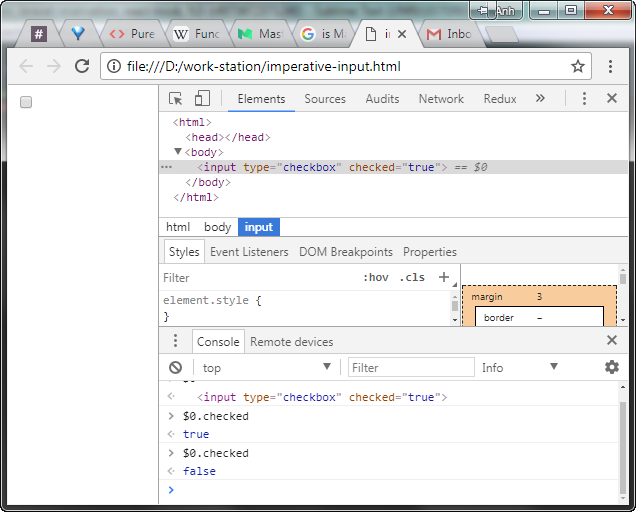 Anh
#
Pure
W Func
Mast
G is Ma
i
Inbo
file:///D:/work-station/imperative-input.html
Elements Sources Audits Network Redux »
<html>
<head></head>
<body>
<input type="checkbox" checked="true"> == $0
</body>
</html>
html body input
Styles Event Listeners DOM Breakpoints Properties
Filter :hov .cls +
element.style {
}
margin 3
border –
Console Remote devices
top Filter Info
<input type="checkbox" checked="true">
$0.checked
true
$0.checked
false